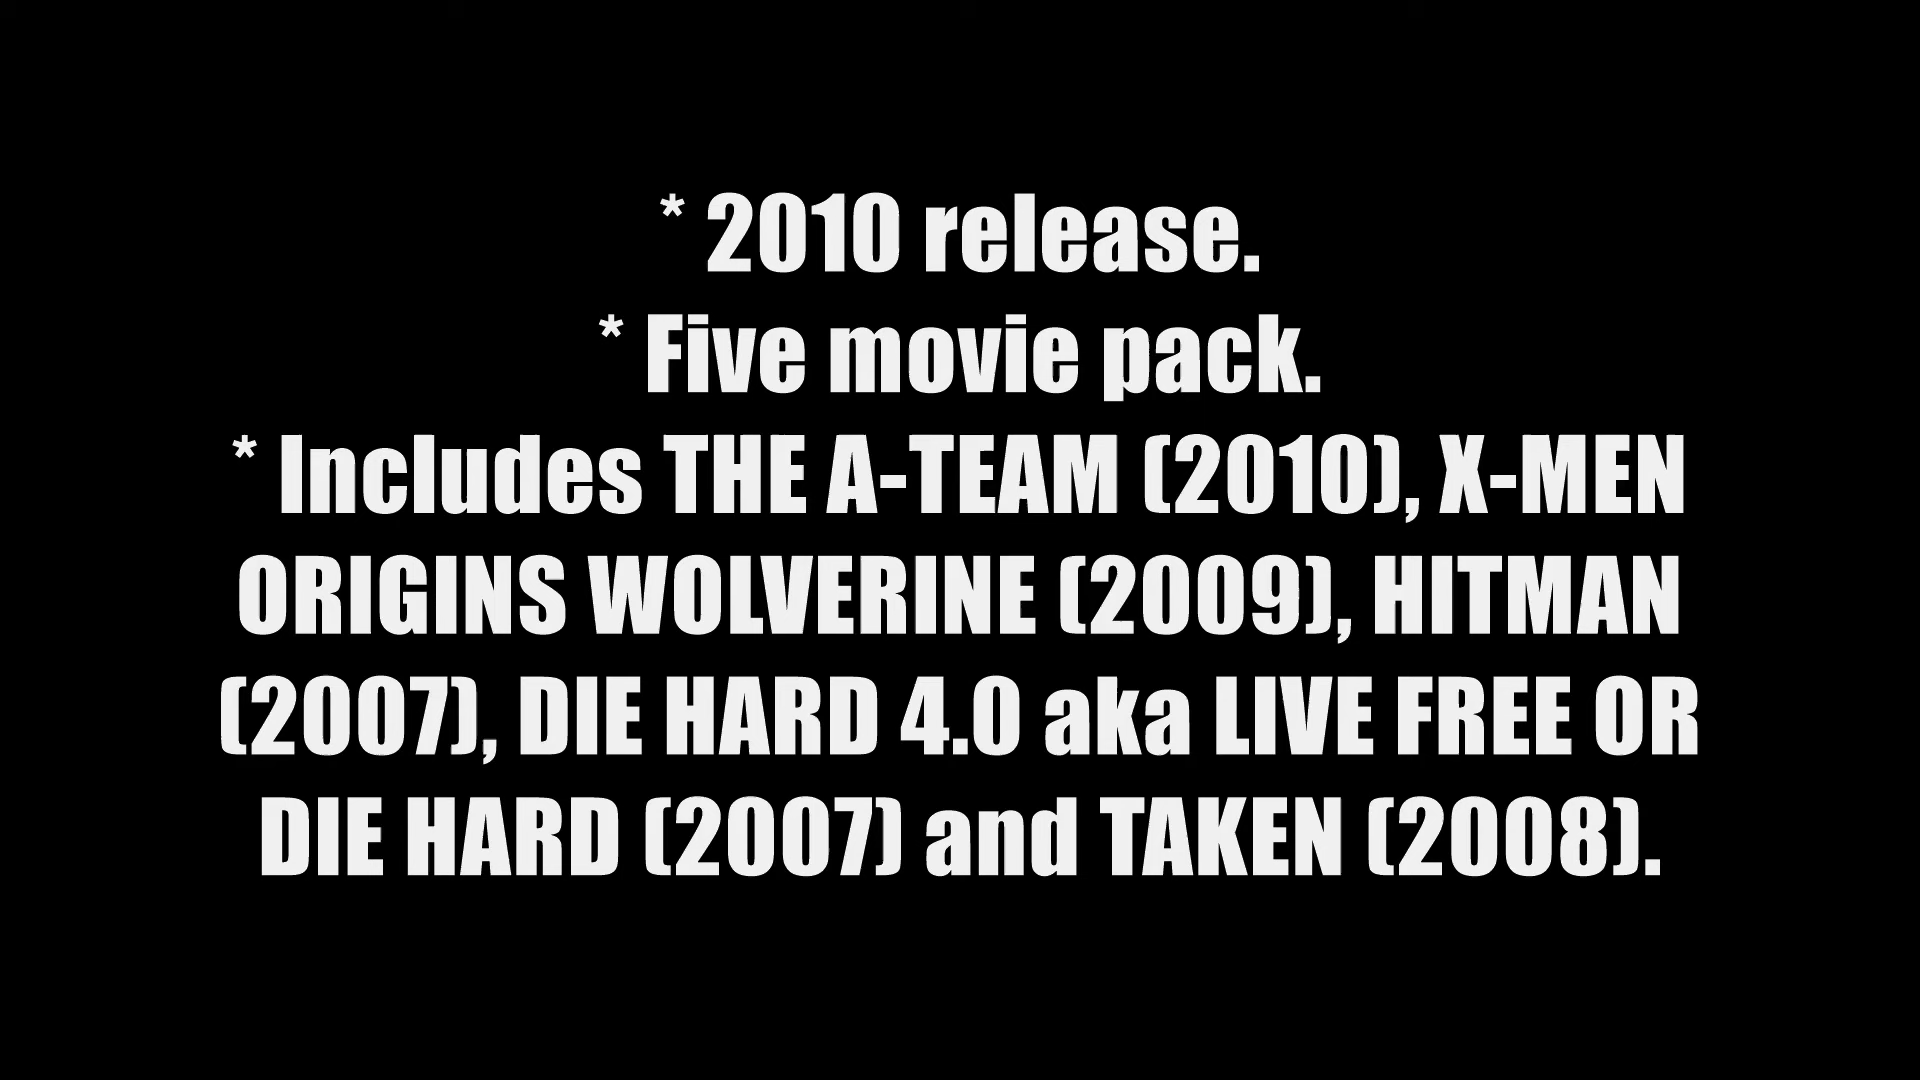 * 2010 release.
* Five movie pack.
* Includes THE A-TEAM (2010), X-MEN
ORIGINS WOLVERINE (2009), HITMAN
(2007), DIE HARD 4.0 aka LIVE FREE OR
DIE HARD (2007) and TAKEN (2008).